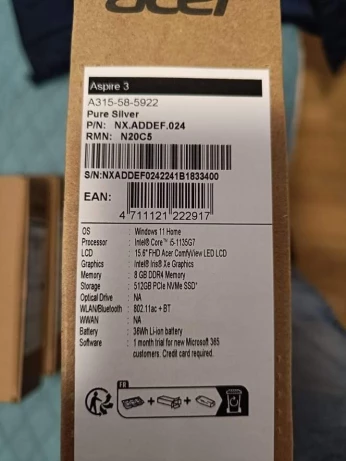 acer
Aspire 3
A315-58-5922
Pure Silver
P/N: NX.ADDEF.024
RMN: N20C5
S/N:NXADDEF0242241B1833400
EAN:
4 711121 222917
OS : Windows 11 Home
Processor : Intel® Core™ i5-1135G7
LCD : 15.6" FHD Acer ComfyView LED LCD
Graphics : Intel® Iris® Xe Graphics
Memory : 8 GB DDR4 Memory
Storage : 512GB PCIe NVMe SSD*
Optical Drive : NA
WLAN/Bluetooth : 802.11ac + BT
WWAN : NA
Battery : 36Wh Li-ion battery
Software : 1 month trial for new Microsoft 365
customers. Credit card required.
FR